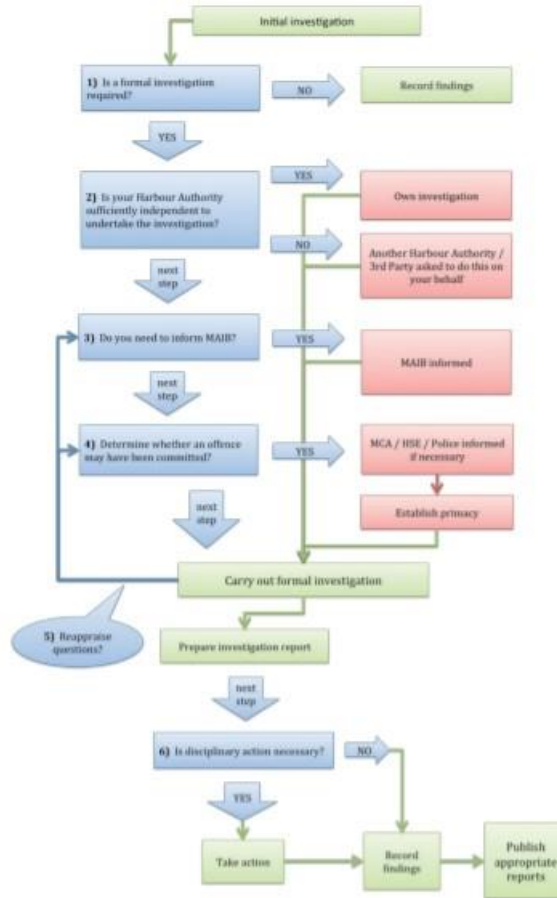 Initial investigation
1) Is a formal investigation
required?
NO
Record findings
YES
2) Is your Harbour Authority
sufficiently independent to
undertake the investigation?
YES
Own investigation
NO
Another Harbour Authority /
3rd Party asked to do this on
your behalf
next
step
3) Do you need to inform MAIB?
YES
MAIB informed
next
step
4) Determine whether an offence
may have been committed?
YES
MCA / HSE / Police informed
if necessary
Establish primacy
next
step
Carry out formal investigation
5) Reappraise
questions?
Prepare investigation report
next
step
6) Is disciplinary action necessary?
NO
YES
Take action
Record
findings
Publish
appropriate
reports